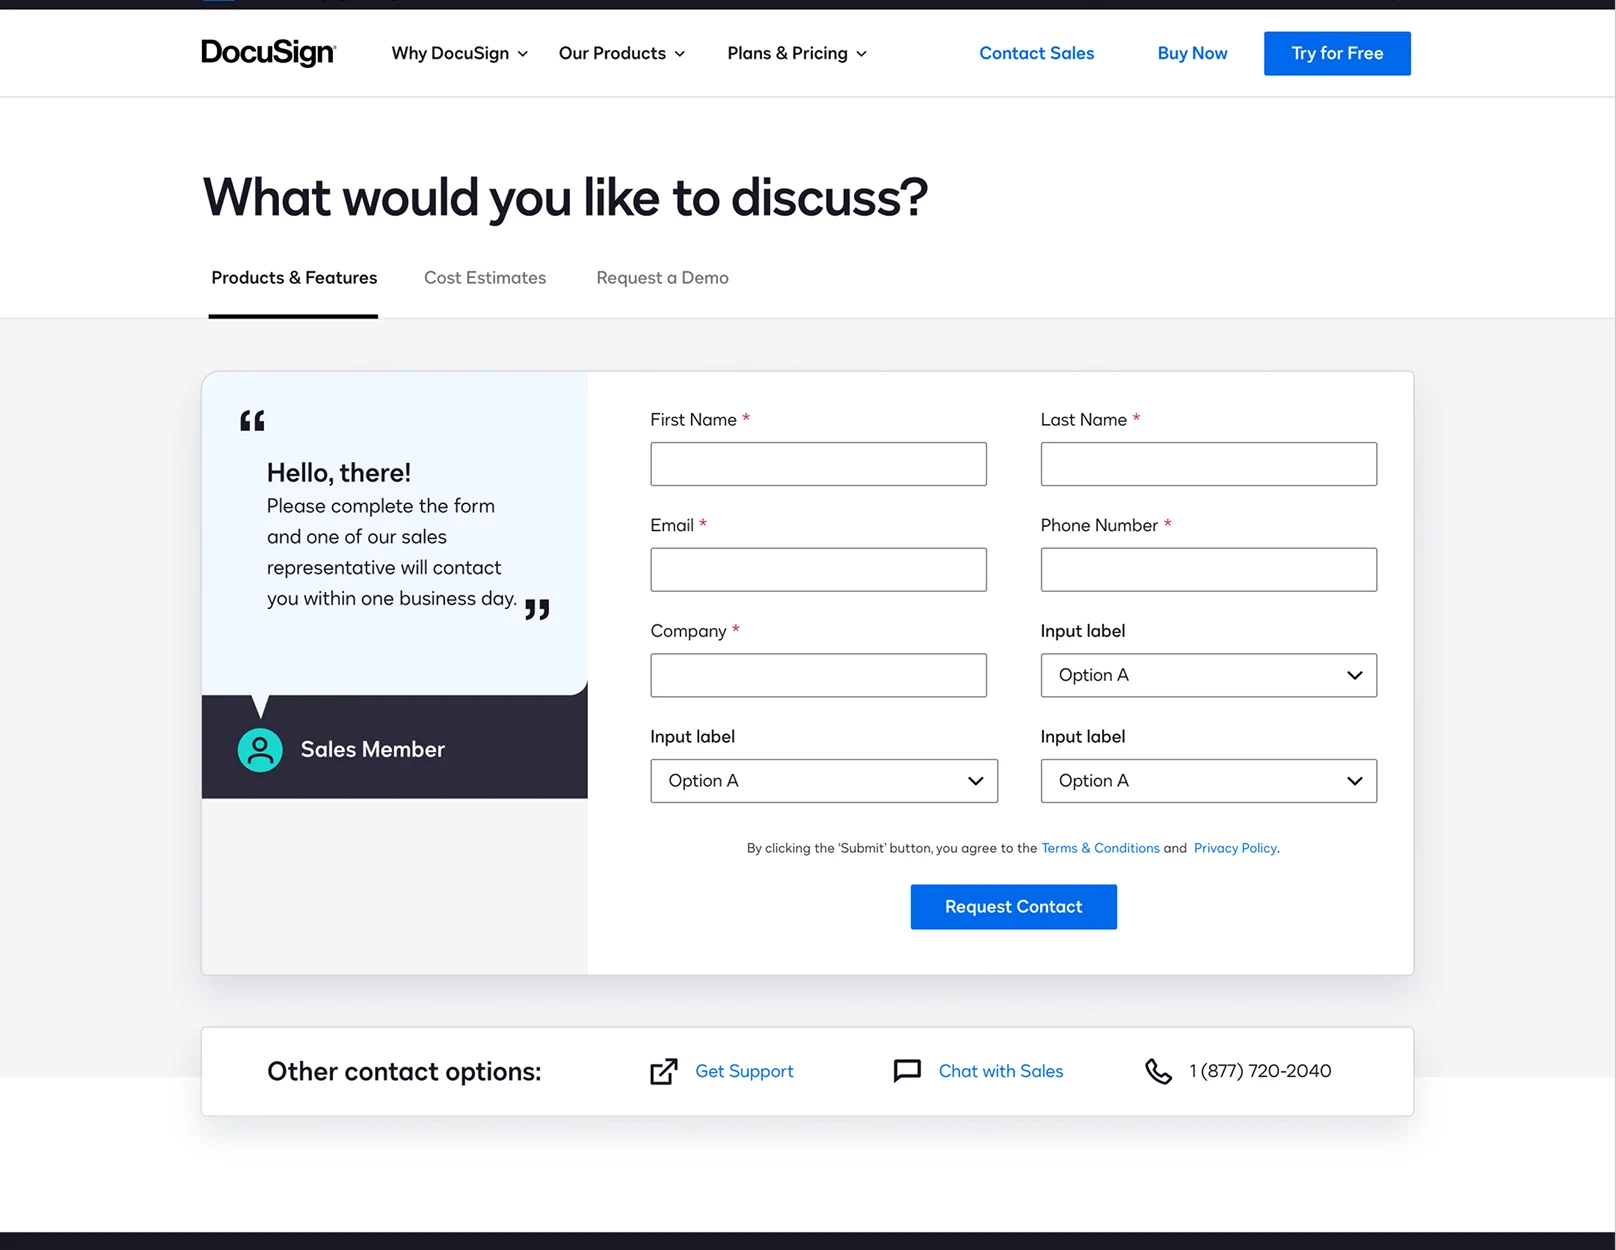 DocuSign Why DocuSign Our Products Plans & Pricing Contact Sales Buy Now Try for Free
What would you like to discuss?
Products & Features Cost Estimates Request a Demo
“
Hello, there!
Please complete the form
and one of our sales
representative will contact
you within one business day. ”
Sales Member
First Name * Last Name *
Email * Phone Number *
Company * Input label
Option A
Input label Input label
Option A Option A
By clicking the ‘Submit’ button, you agree to the Terms & Conditions and Privacy Policy.
Request Contact
Other contact options: Get Support Chat with Sales 1 (877) 720-2040